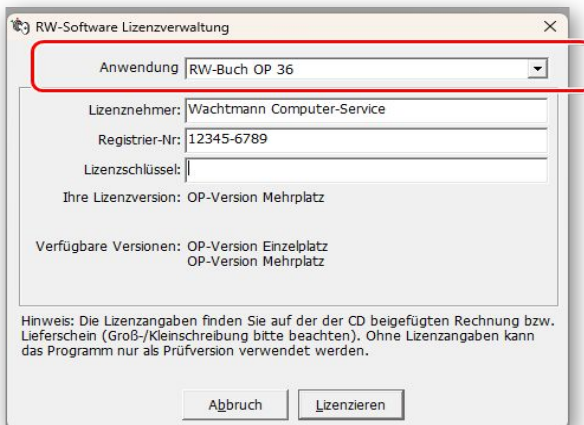 RW-Software Lizenzverwaltung
Anwendung RW-Buch OP 36
Lizenznehmer: Wachtmann Computer-Service
Registrier-Nr: 12345-6789
Lizenzschlüssel:
Ihre Lizenzversion: OP-Version Mehrplatz
Verfügbare Versionen: OP-Version Einzelplatz
OP-Version Mehrplatz
Hinweis: Die Lizenzangaben finden Sie auf der der CD beigefügten Rechnung bzw.
Lieferschein (Groß-/Kleinschreibung bitte beachten). Ohne Lizenzangaben kann
das Programm nur als Prüfversion verwendet werden.
Abbruch Lizenzieren